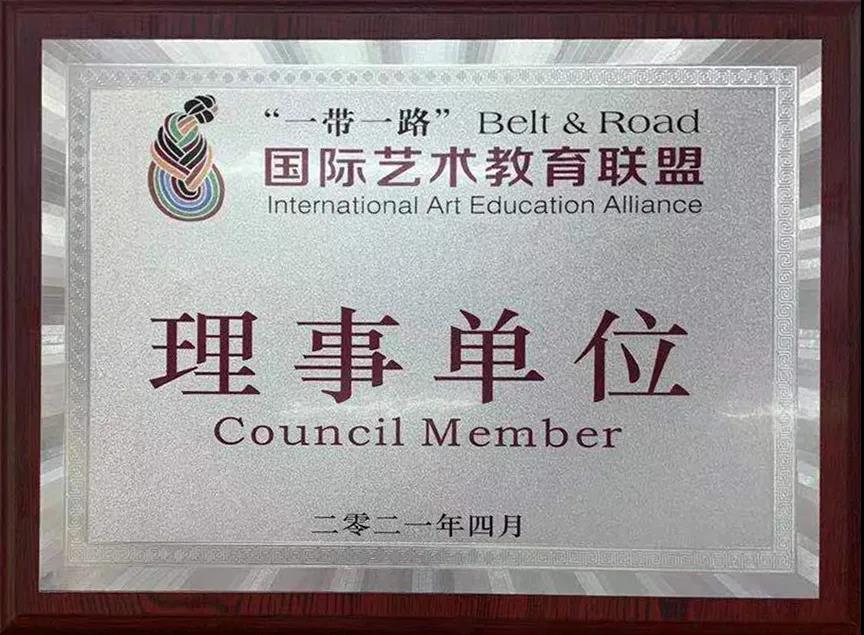 “一带一路” Belt & Road
国际艺术教育联盟
International Art Education Alliance
理事单位
Council Member
二零二一年四月